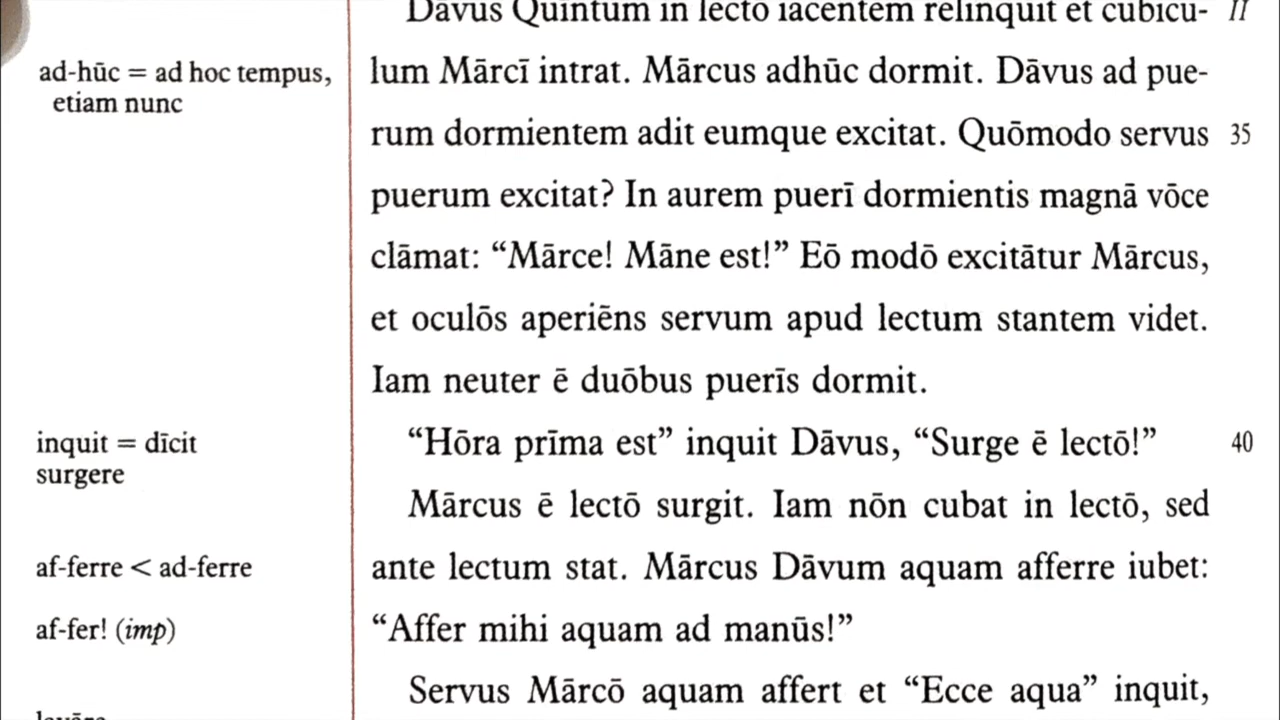 Dāvus Quīntum in lectō iacentem relinquit et cubicu- II
ad-hūc = ad hoc tempus,
etiam nunc
lum Mārcī intrat. Mārcus adhūc dormit. Dāvus ad pue-
rum dormientem adit eumque excitat. Quōmodo servus 35
puerum excitat? In aurem puerī dormientis magnā vōce
clāmat: “Mārce! Māne est!” Eō modō excitātur Mārcus,
et oculōs aperiēns servum apud lectum stantem videt.
Iam neuter ē duōbus puerīs dormit.
inquit = dīcit
surgere
“Hōra prīma est” inquit Dāvus, “Surge ē lectō!” 40
Mārcus ē lectō surgit. Iam nōn cubat in lectō, sed
af-ferre < ad-ferre
ante lectum stat. Mārcus Dāvum aquam afferre iubet:
af-fer! (imp)
“Affer mihi aquam ad manūs!”
Servus Mārcō aquam affert et “Ecce aqua” inquit,